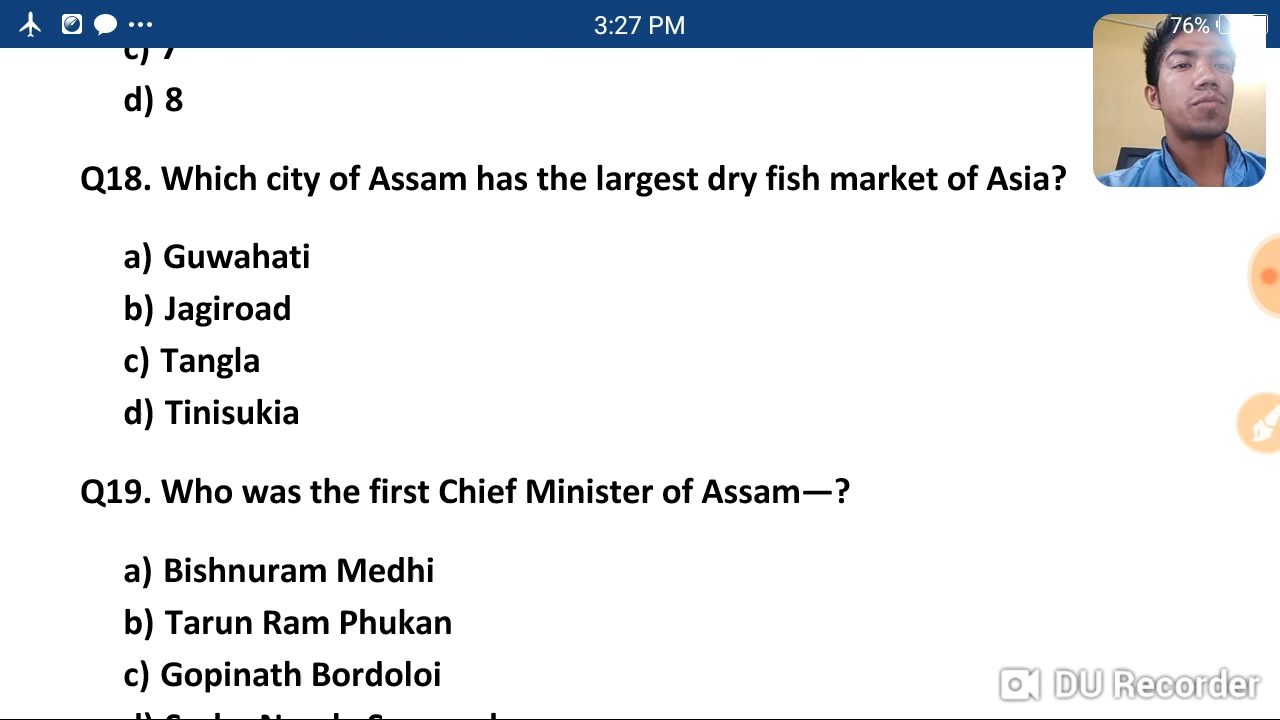 3:27 PM
76%
c) 7
d) 8
Q18. Which city of Assam has the largest dry fish market of Asia?
a) Guwahati
b) Jagiroad
c) Tangla
d) Tinisukia
Q19. Who was the first Chief Minister of Assam—?
a) Bishnuram Medhi
b) Tarun Ram Phukan
c) Gopinath Bordoloi
DU Recorder